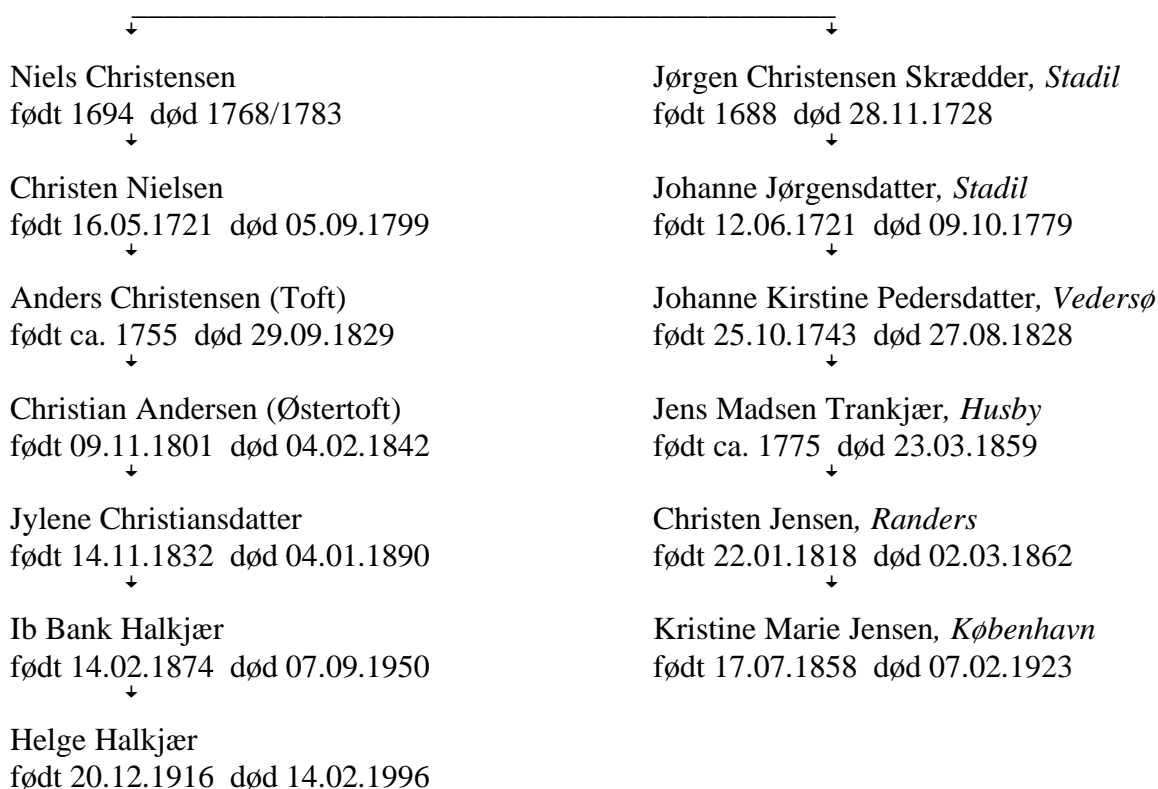 Niels Christensen
født 1694 død 1768/1783
Christen Nielsen
født 16.05.1721 død 05.09.1799
Anders Christensen (Toft)
født ca. 1755 død 29.09.1829
Christian Andersen (Østertoft)
født 09.11.1801 død 04.02.1842
Jylene Christiansdatter
født 14.11.1832 død 04.01.1890
Ib Bank Halkjær
født 14.02.1874 død 07.09.1950
Helge Halkjær
født 20.12.1916 død 14.02.1996
Jørgen Christensen Skrædder, Stadil
født 1688 død 28.11.1728
Johanne Jørgensdatter, Stadil
født 12.06.1721 død 09.10.1779
Johanne Kirstine Pedersdatter, Vedersø
født 25.10.1743 død 27.08.1828
Jens Madsen Trankjær, Husby
født ca. 1775 død 23.03.1859
Christen Jensen, Randers
født 22.01.1818 død 02.03.1862
Kristine Marie Jensen, København
født 17.07.1858 død 07.02.1923